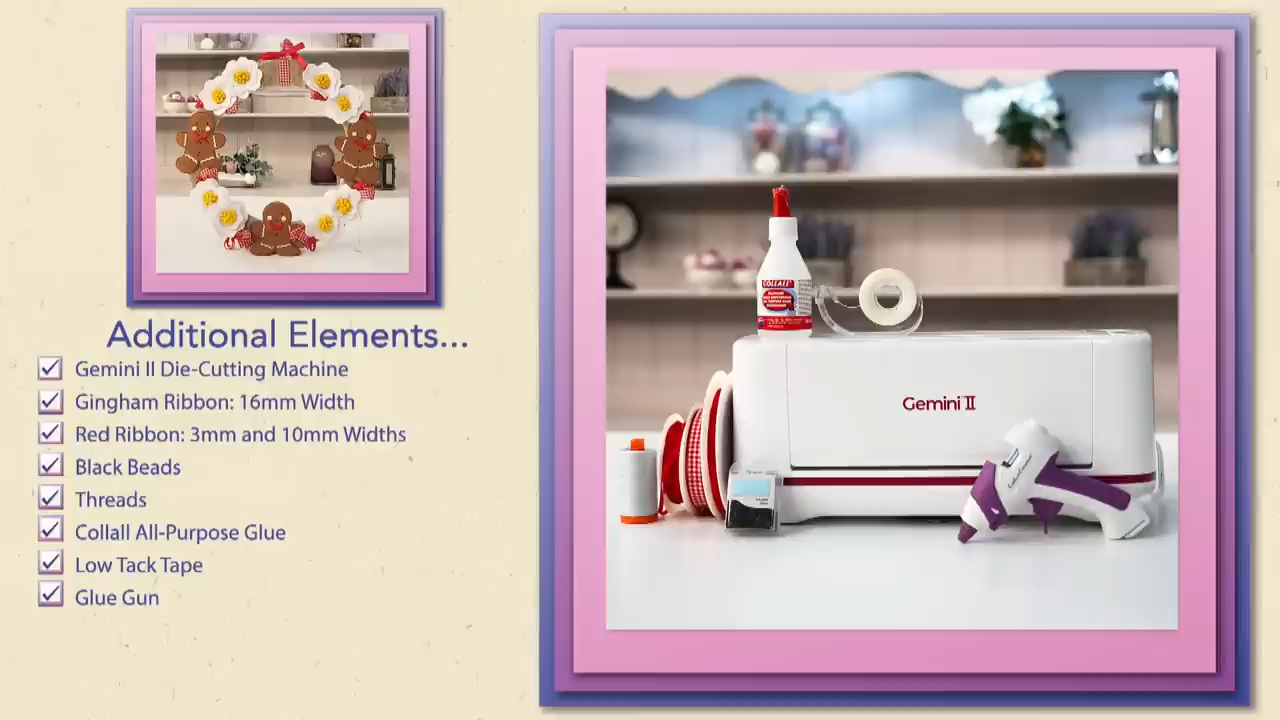 Additional Elements...
Gemini II Die-Cutting Machine
Gingham Ribbon: 16mm Width
Red Ribbon: 3mm and 10mm Widths
Black Beads
Threads
Collall All-Purpose Glue
Low Tack Tape
Glue Gun
COLLALL
Gemini II